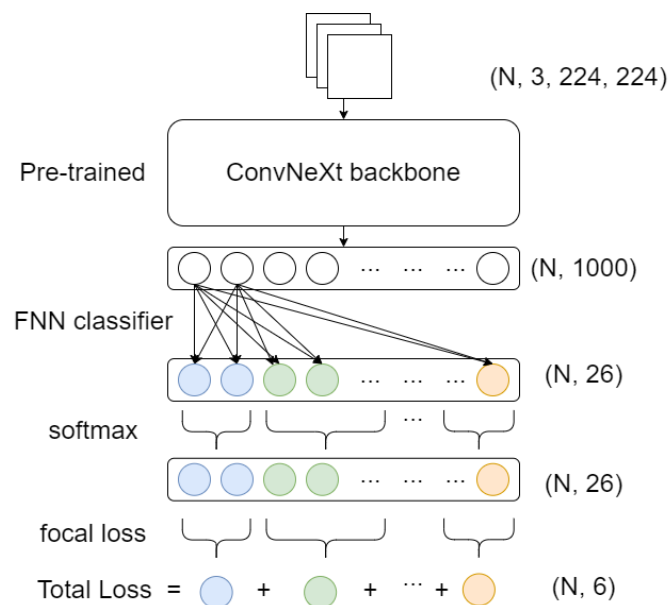 (N, 3, 224, 224)
Pre-trained
ConvNeXt backbone
... ... ...
(N, 1000)
FNN classifier
... ... ...
(N, 26)
softmax
...
... ... ...
(N, 26)
focal loss
Total Loss = + + ... + (N, 6)